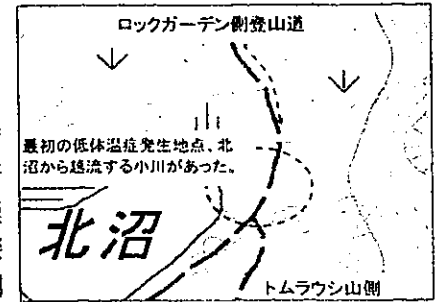 ロックガーデン側登山道
最初の低体温症発生地点、北
沼から越流する小川があった。
北沼
トムラウシ山側